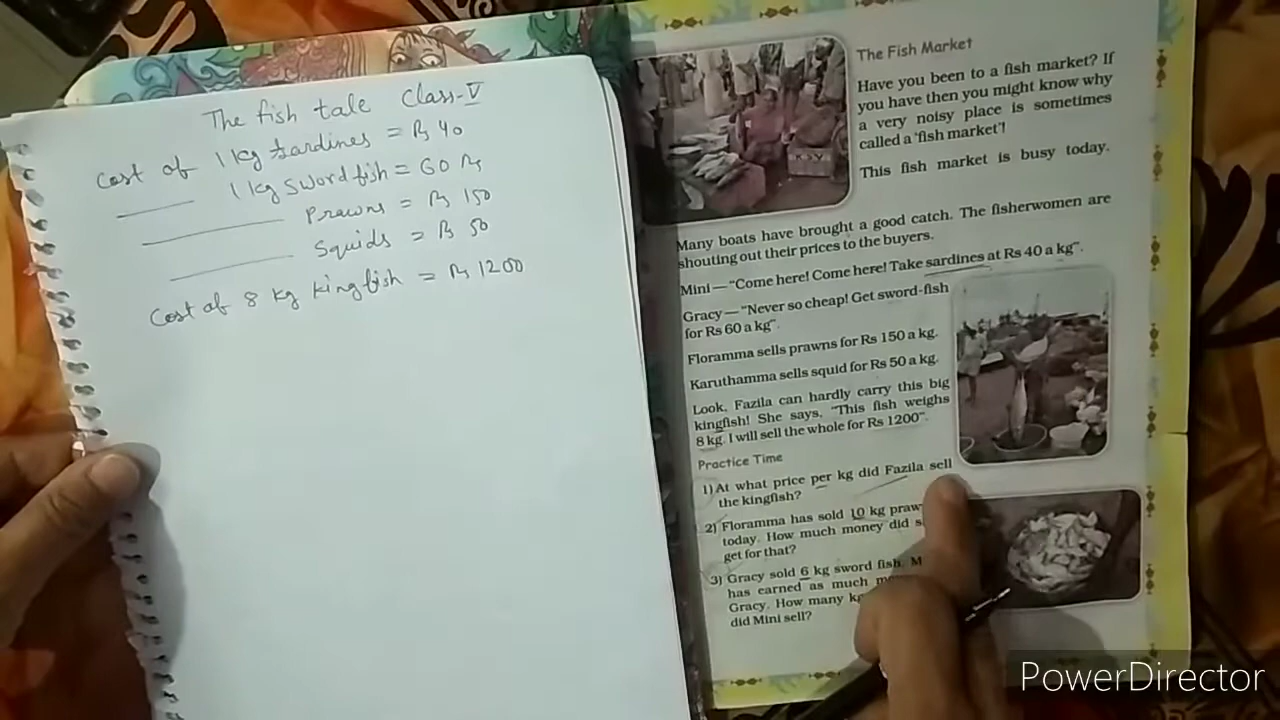 The fish tale Class-V
Cost of 1 kg sardines = Rs 40
1 kg sword fish = 60 Rs
Prawns = Rs 150
Squids = Rs 50
Cost of 8 kg king fish = Rs 1200
The Fish Market
Have you been to a fish market? If
you have then you might know why
a very noisy place is sometimes
called a 'fish market'!
This fish market is busy today.
Many boats have brought a good catch. The fisherwomen are
shouting out their prices to the buyers.
Mini — "Come here! Come here! Take sardines at Rs 40 a kg".
Gracy — "Never so cheap! Get sword-fish
for Rs 60 a kg".
Floramma sells prawns for Rs 150 a kg.
Karuthamma sells squid for Rs 50 a kg.
Look, Fazila can hardly carry this big
kingfish! She says, "This fish weighs
8 kg. I will sell the whole for Rs 1200".
Practice Time
1) At what price per kg did Fazila sell
the kingfish?
2) Floramma has sold 10 kg praw
today. How much money did s
get for that?
3) Gracy sold 6 kg sword fish. M
has earned as much m
Gracy. How many kg
did Mini sell?
PowerDirector